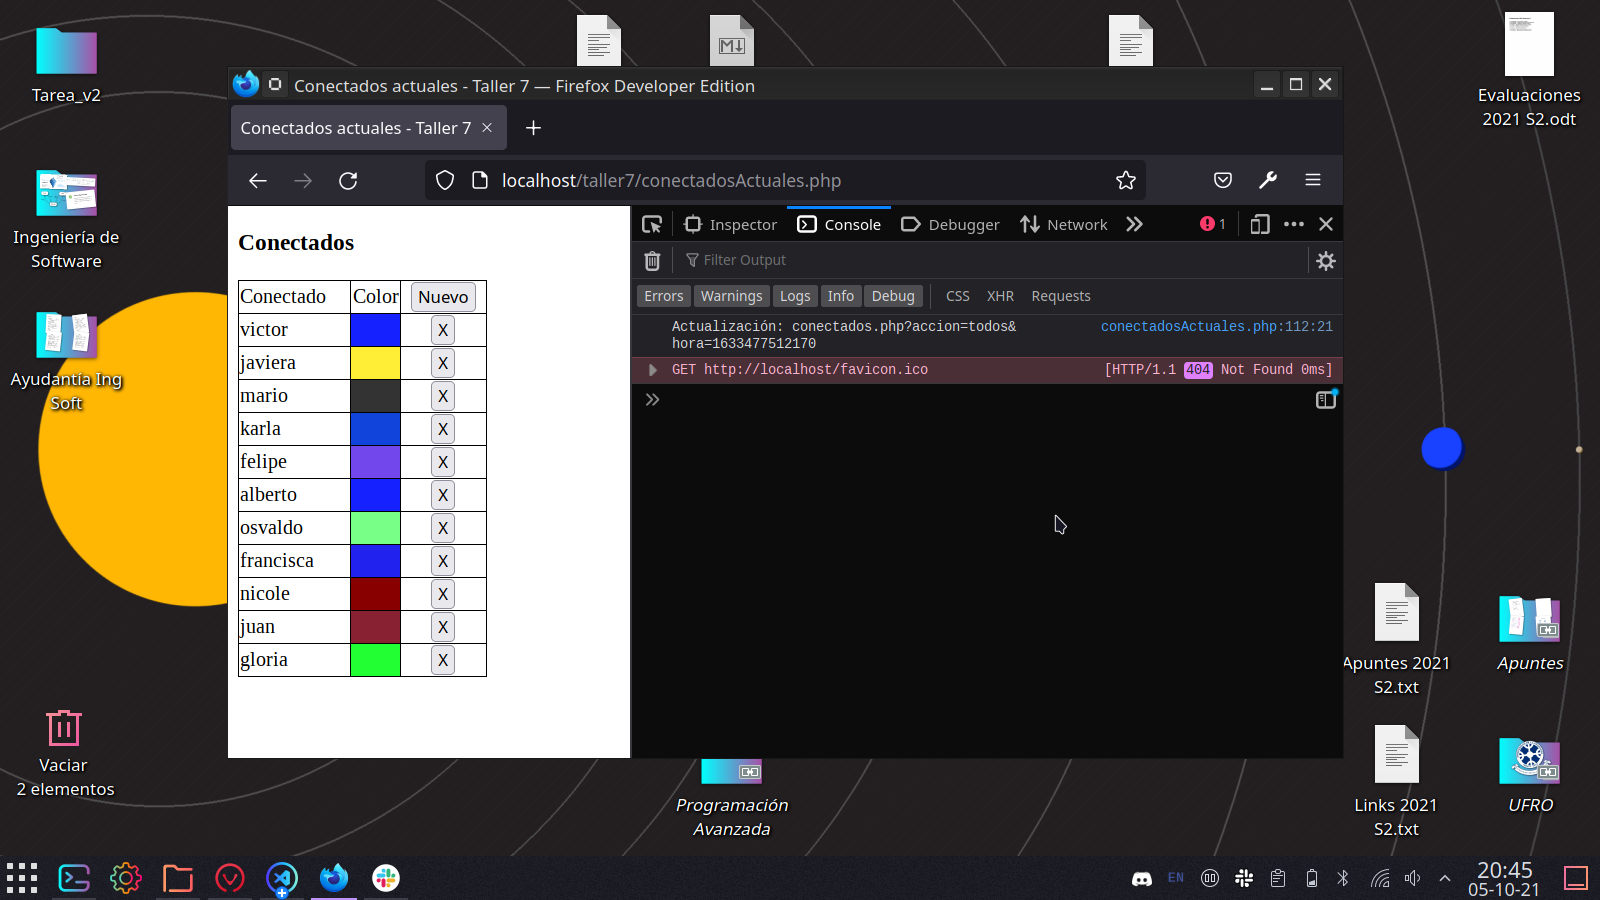 Tarea_v2
Ingeniería de
Software
Ayudantía Ing
Soft
Vaciar
2 elementos
Evaluaciones
2021 S2.odt
Conectados actuales - Taller 7 — Firefox Developer Edition
Conectados actuales - Taller 7
localhost/taller7/conectadosActuales.php
Conectados
Conectado Color Nuevo
victor X
javiera X
mario X
karla X
felipe X
alberto X
osvaldo X
francisca X
nicole X
juan X
gloria X
Inspector Console Debugger Network 1
Filter Output
Errors Warnings Logs Info Debug CSS XHR Requests
Actualización: conectados.php?accion=todos& conectadosActuales.php:112:21
hora=1633477512170
GET http://localhost/favicon.ico [HTTP/1.1 404 Not Found 0ms]
Apuntes 2021
S2.txt
Apuntes
Links 2021
S2.txt
UFRO
Programación
Avanzada
EN
20:45
05-10-21